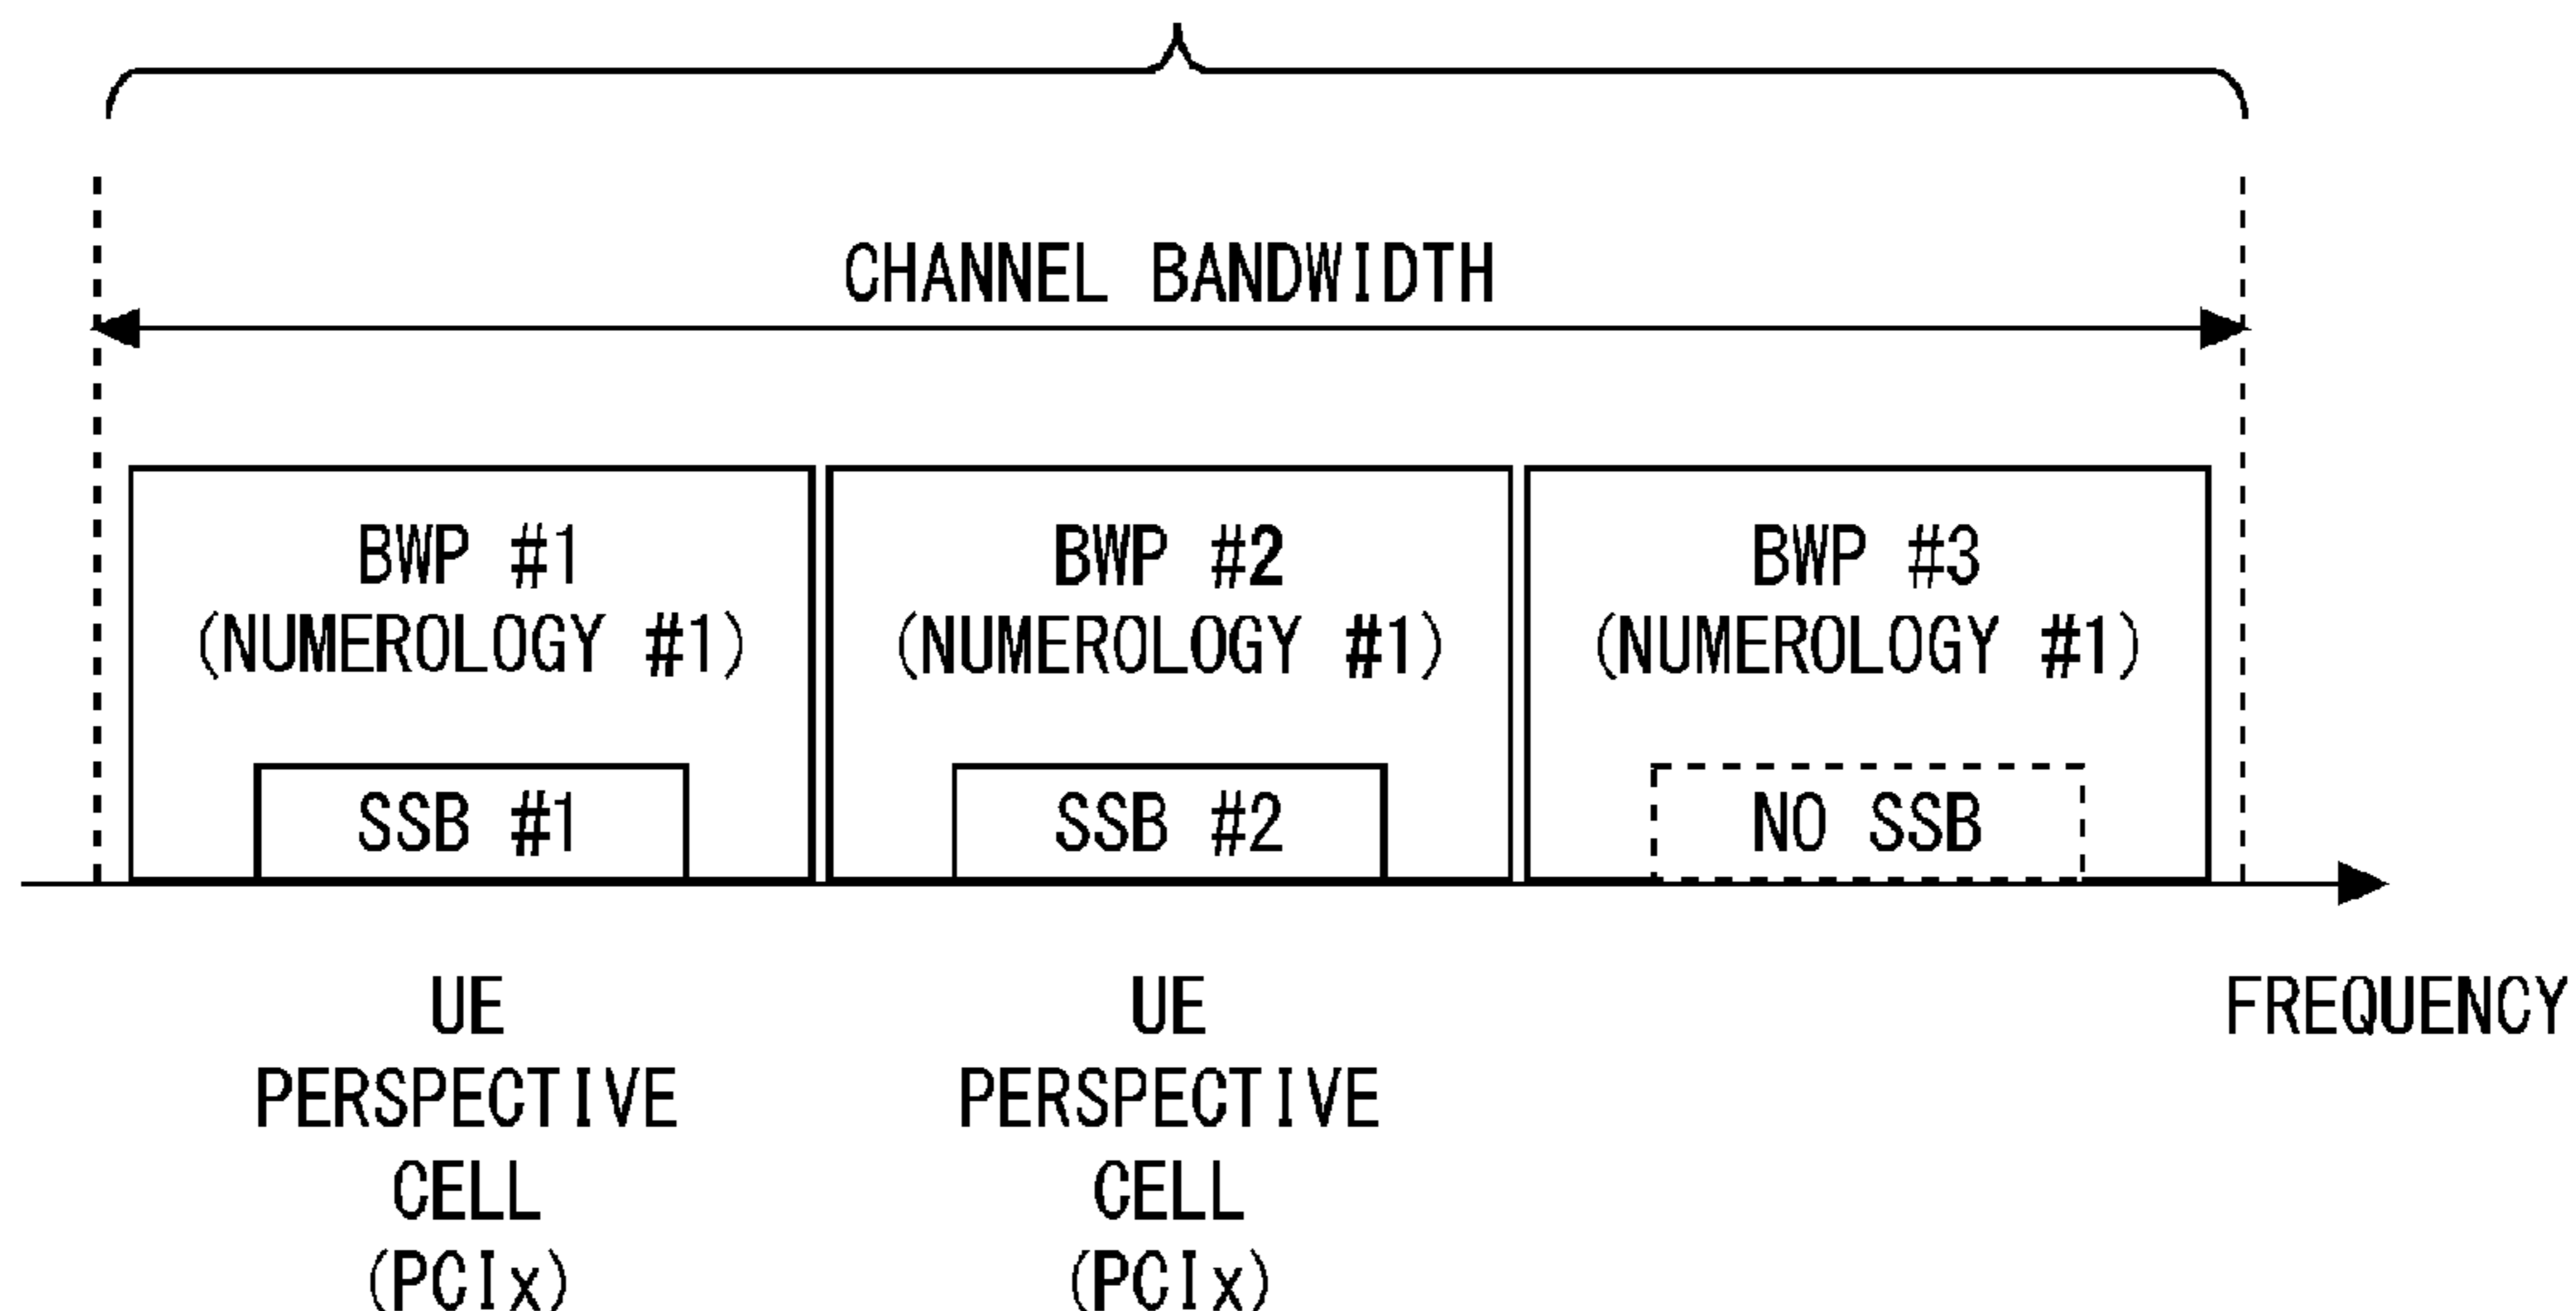 CHANNEL BANDWIDTH
BWP #1
(NUMEROLOGY #1)
SSB #1
BWP #2
(NUMEROLOGY #1)
SSB #2
BWP #3
(NUMEROLOGY #1)
NO SSB
FREQUENCY
UE
PERSPECTIVE
CELL
(PCIx)
UE
PERSPECTIVE
CELL
(PCIx)